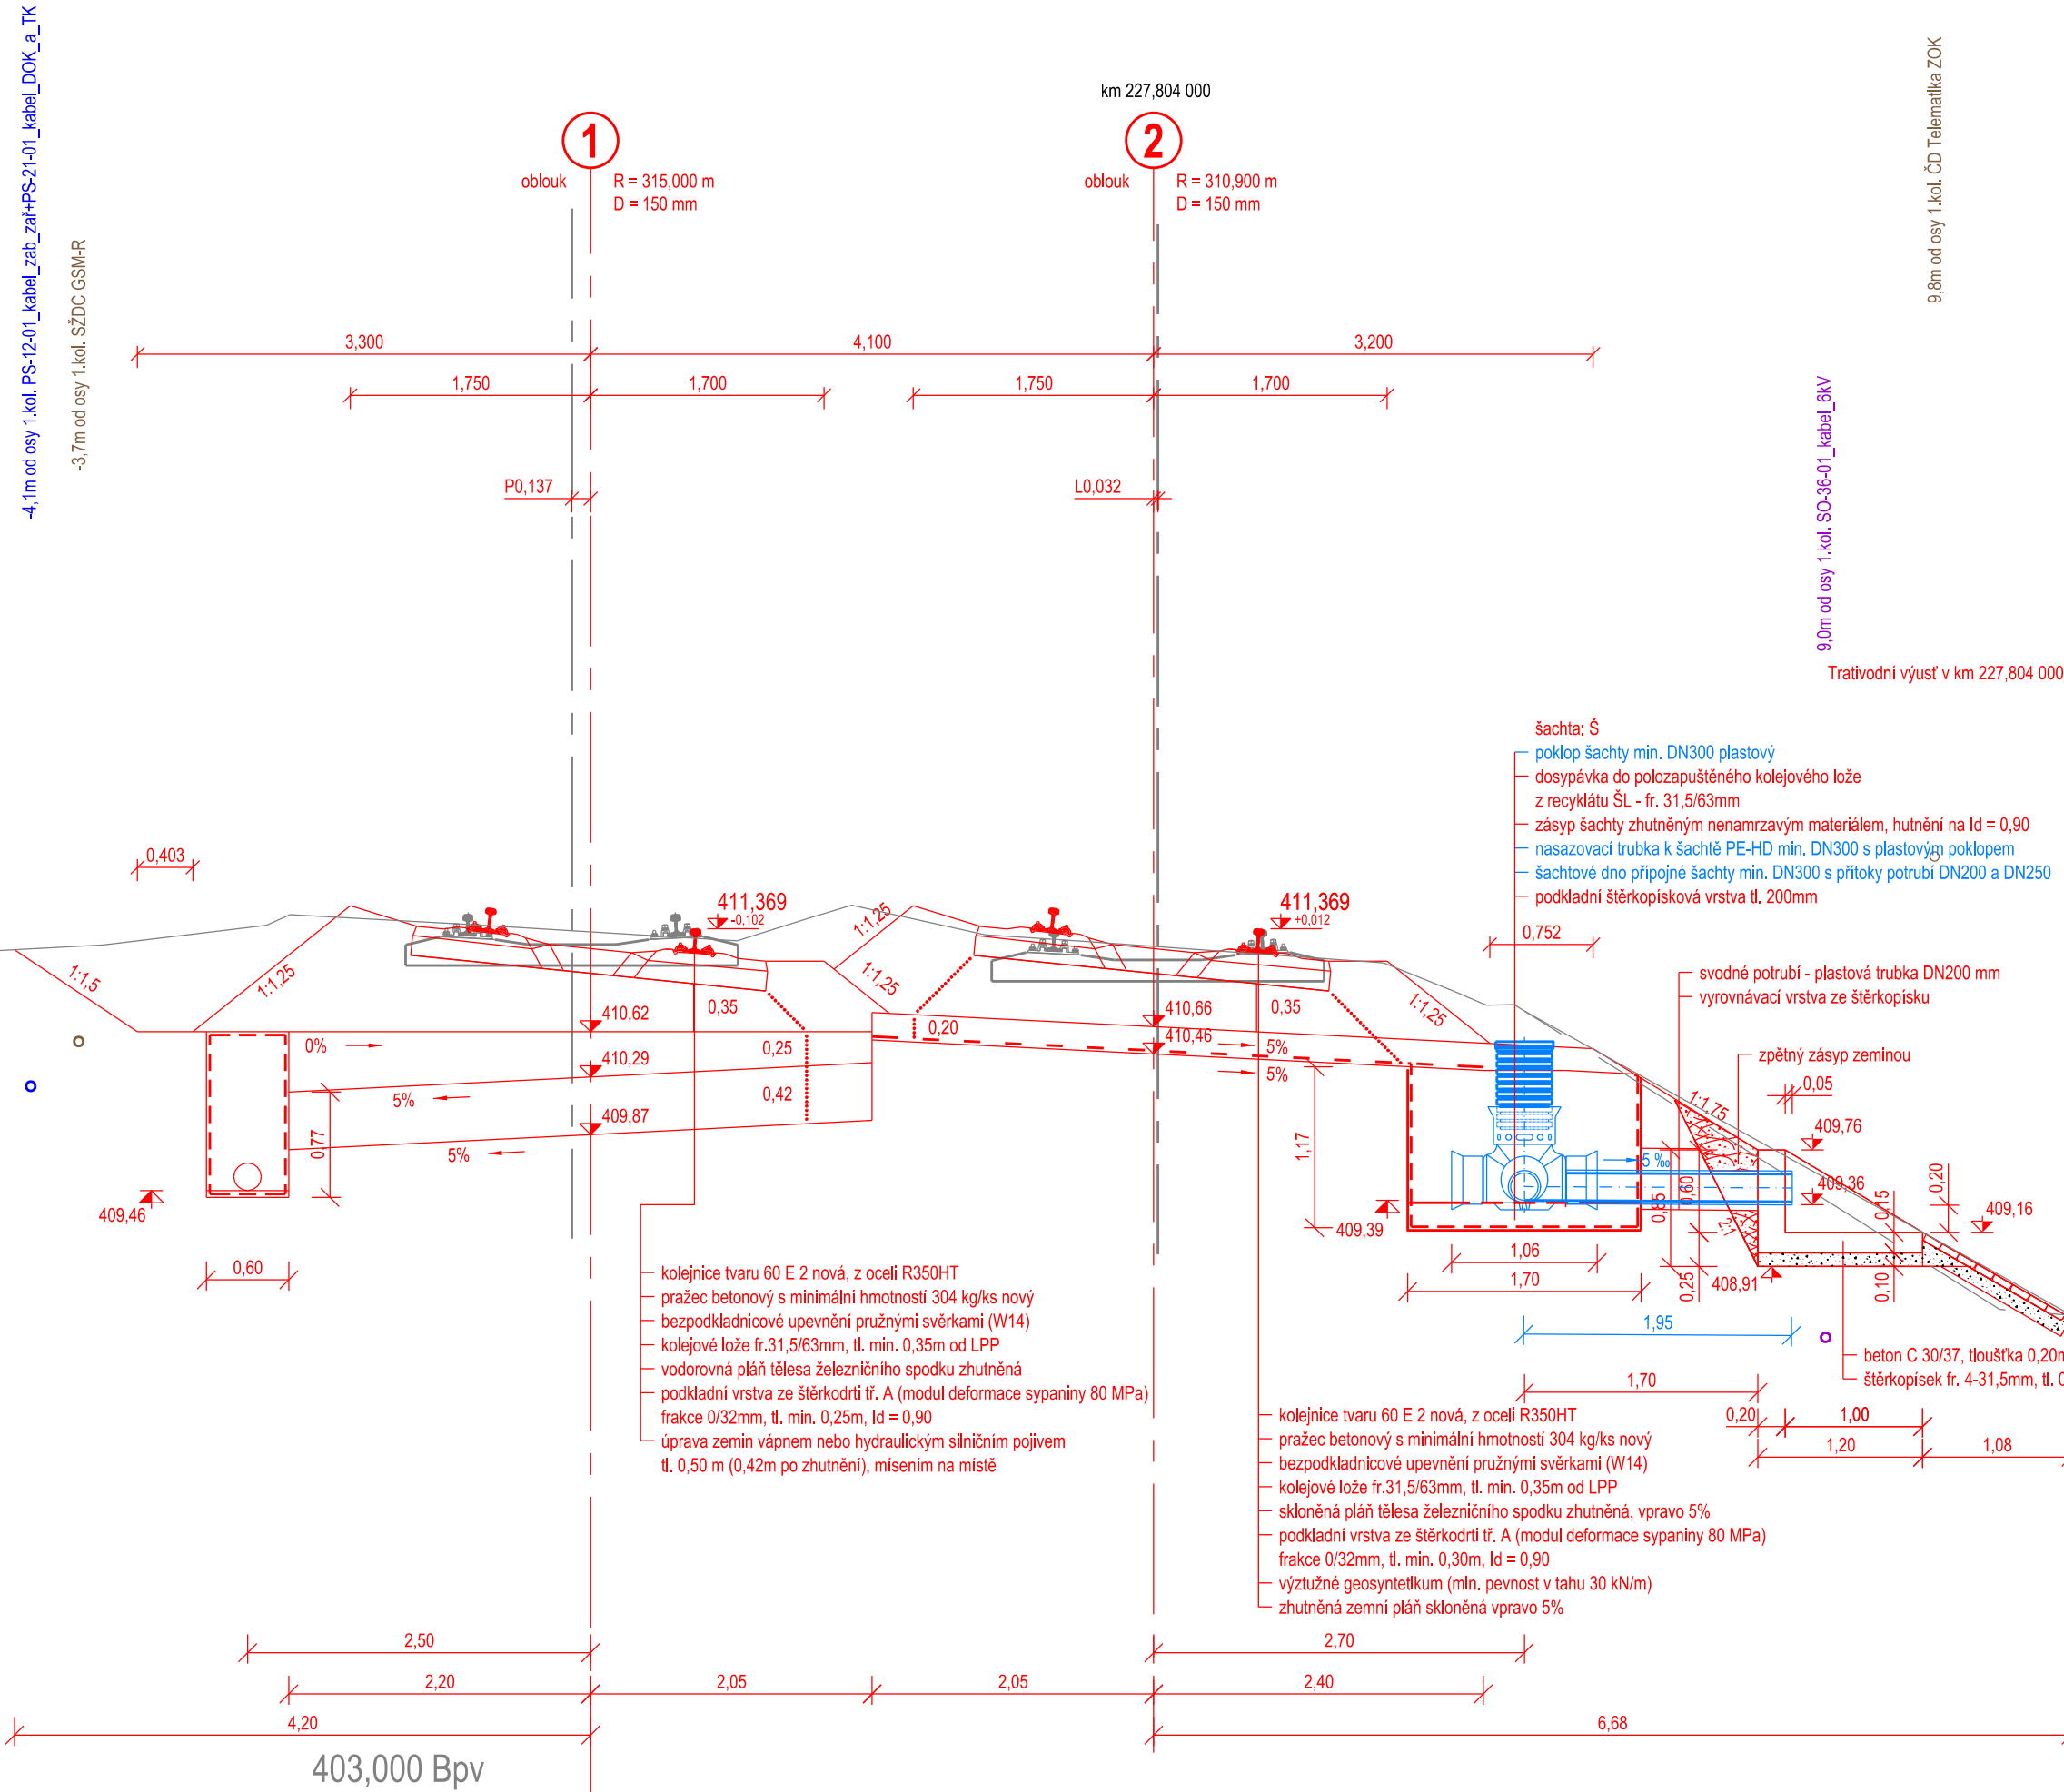 -4,1m od osy 1.kol. PS-12-01_kabel_zab_zař+PS-21-01_kabel_DOK_a_TK
-3,7m od osy 1.kol. SŽDC GSM-R
9,8m od osy 1.kol. ČD Telematika ZOK
9,0m od osy 1.kol. SO-36-01_kabel_6kV
km 227,804 000
1
2
oblouk
R = 315,000 m
D = 150 mm
oblouk
R = 310,900 m
D = 150 mm
3,300
4,100
3,200
1,750
1,700
1,750
1,700
P0,137
L0,032
Trativodní výusť v km 227,804 000
šachta: Š
poklop šachty min. DN300 plastový
dosypávka do polozapuštěného kolejového lože
z recyklátu ŠL - fr. 31,5/63mm
zásyp šachty zhutněným nenamrzavým materiálem, hutnění na Id = 0,90
nasazovací trubka k šachtě PE-HD min. DN300 s plastovým poklopem
šachtové dno přípojné šachty min. DN300 s přítoky potrubí DN200 a DN250
podkladní štěrkopísková vrstva tl. 200mm
0,403
411,369
-0,102
411,369
+0,012
0,752
1:1,5
1:1,25
1:1,25
1:1,25
1:1,25
svodné potrubí - plastová trubka DN200 mm
vyrovnávací vrstva ze štěrkopísku
zpětný zásyp zeminou
410,62
0,35
410,66
0,35
0,20
410,46
5%
5%
0%
410,29
0,25
0,42
5%
409,87
5%
0,77
409,46
0,60
1,17
409,39
5 ‰
1:1,75
0,05
409,76
409,36
0,20
0,15
409,16
0,85
0,60
2:1
0,25
408,91
0,10
1,06
1,70
1,95
1,70
0,20
1,00
1,20
1,08
beton C 30/37, tloušťka 0,20m
štěrkopísek fr. 4-31,5mm, tl. 0
kolejnice tvaru 60 E 2 nová, z oceli R350HT
pražec betonový s minimální hmotností 304 kg/ks nový
bezpodkladnicové upevnění pružnými svěrkami (W14)
kolejové lože fr.31,5/63mm, tl. min. 0,35m od LPP
vodorovná pláň tělesa železničního spodku zhutněná
podkladní vrstva ze štěrkodrti tř. A (modul deformace sypaniny 80 MPa)
frakce 0/32mm, tl. min. 0,25m, Id = 0,90
úprava zemin vápnem nebo hydraulickým silničním pojivem
tl. 0,50 m (0,42m po zhutnění), mísením na místě
kolejnice tvaru 60 E 2 nová, z oceli R350HT
pražec betonový s minimální hmotností 304 kg/ks nový
bezpodkladnicové upevnění pružnými svěrkami (W14)
kolejové lože fr.31,5/63mm, tl. min. 0,35m od LPP
skloněná pláň tělesa železničního spodku zhutněná, vpravo 5%
podkladní vrstva ze štěrkodrti tř. A (modul deformace sypaniny 80 MPa)
frakce 0/32mm, tl. min. 0,30m, Id = 0,90
výztužné geosyntetikum (min. pevnost v tahu 30 kN/m)
zhutněná zemní pláň skloněná vpravo 5%
2,50
2,70
2,20
2,05
2,05
2,40
4,20
6,68
403,000 Bpv